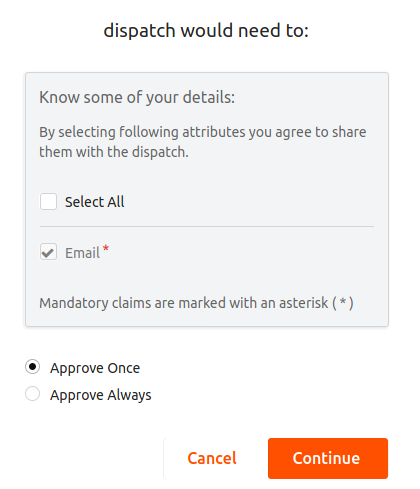 dispatch would need to:
Know some of your details:
By selecting following attributes you agree to share
them with the dispatch.
Select All
Email *
Mandatory claims are marked with an asterisk ( * )
Approve Once
Approve Always
Cancel Continue